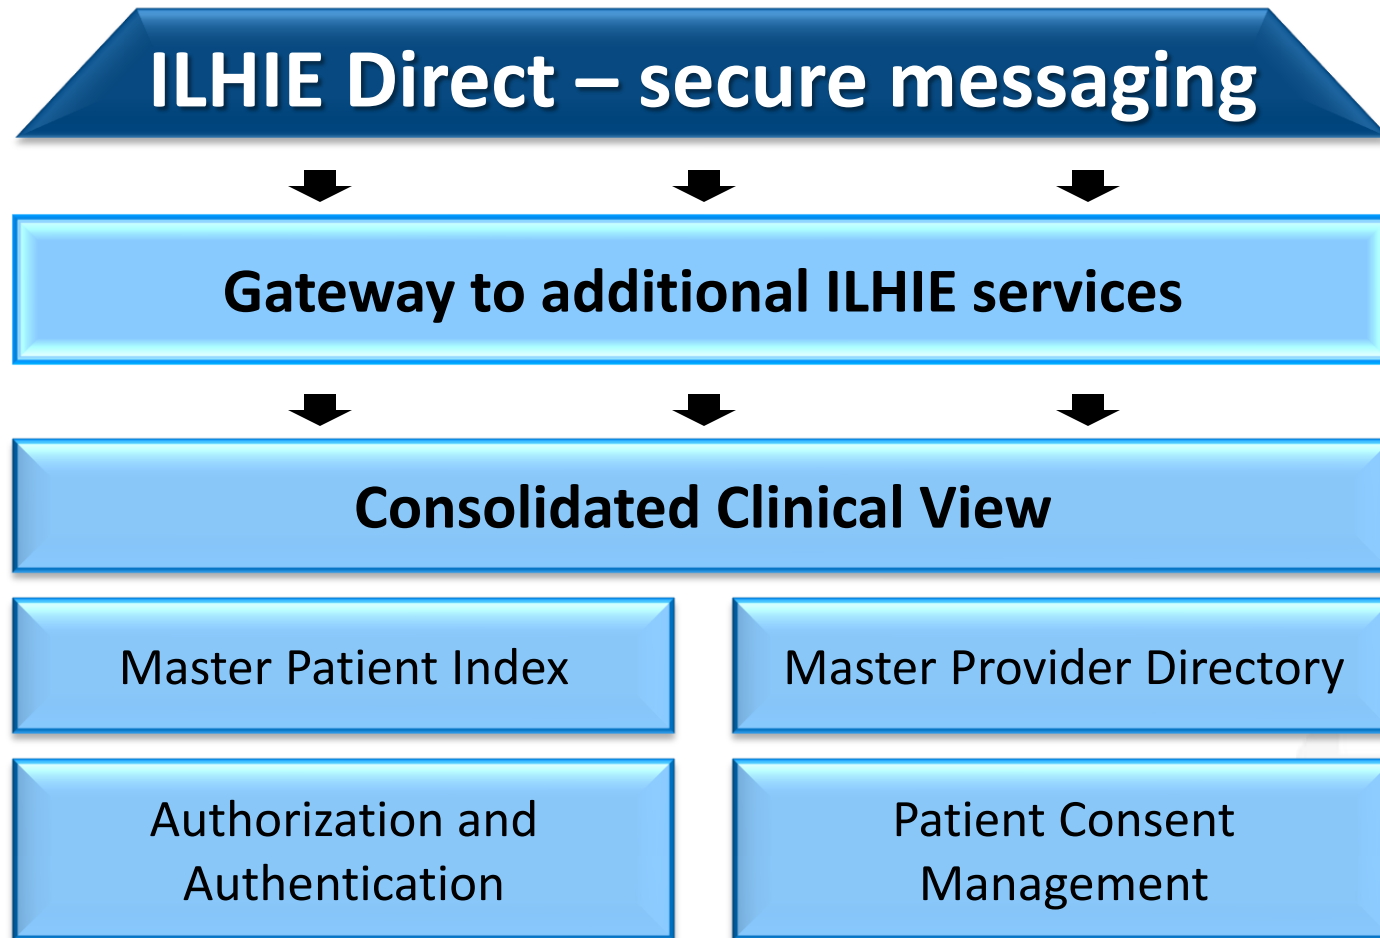 ILHIE Direct – secure messaging
Gateway to additional ILHIE services
Consolidated Clinical View
Master Patient Index
Master Provider Directory
Authorization and
Authentication
Patient Consent
Management